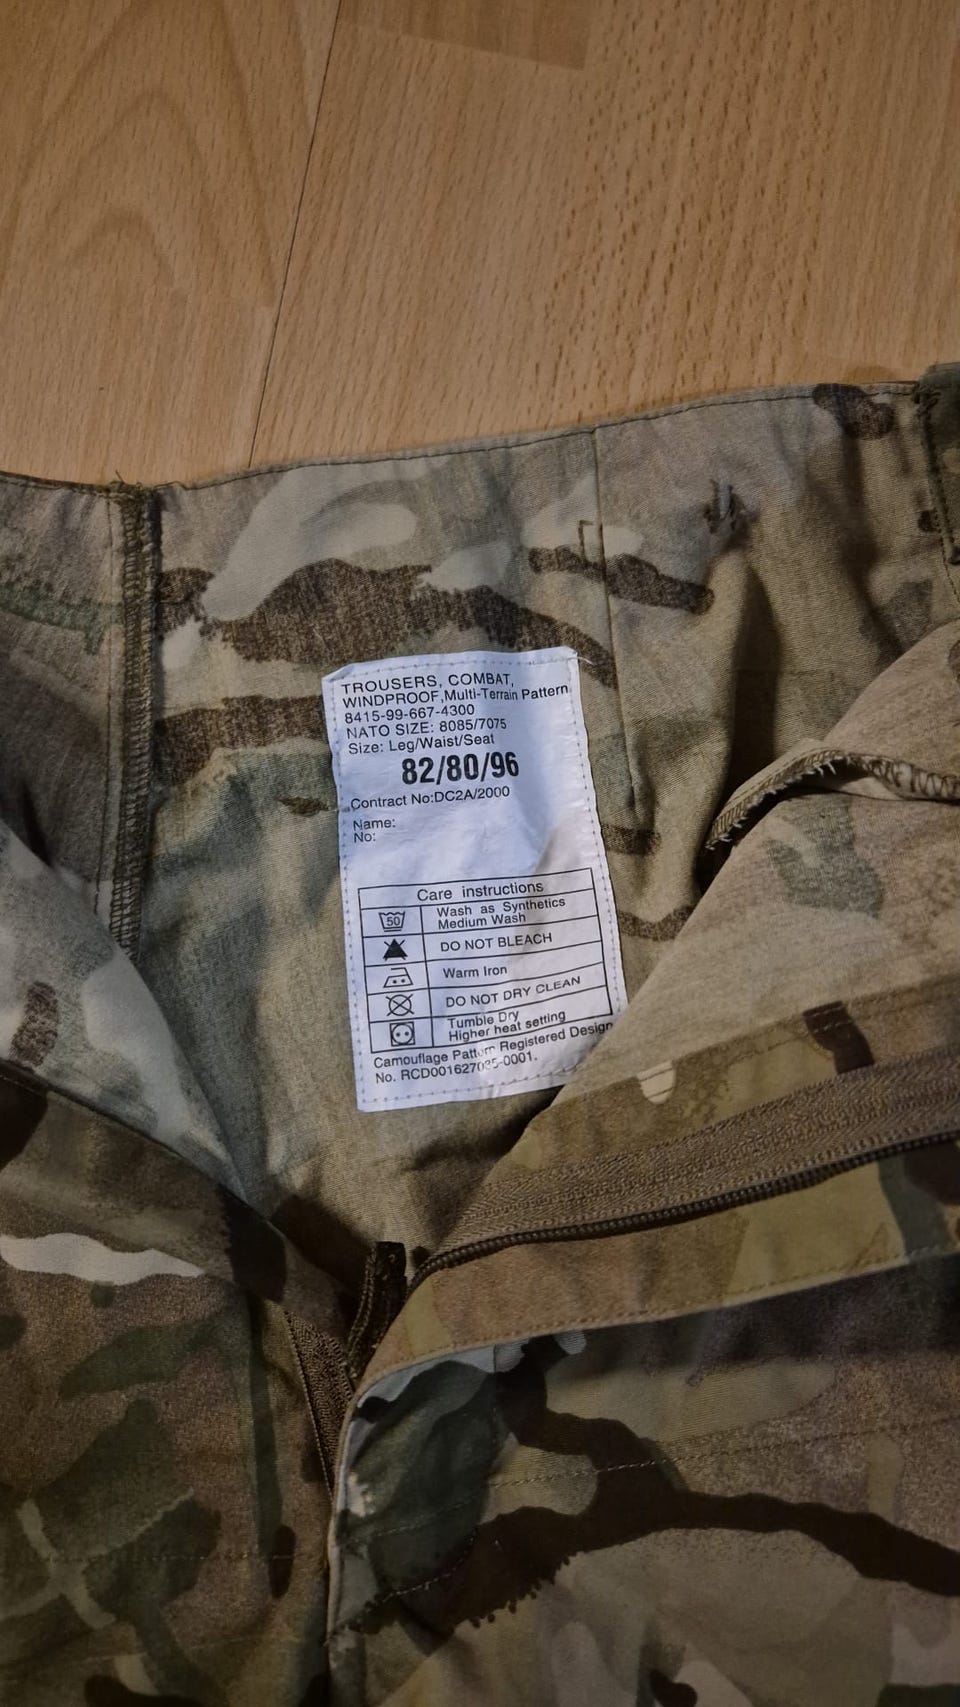 TROUSERS, COMBAT,
WINDPROOF,Multi-Terrain Pattern
8415-99-667-4300
NATO SIZE: 8085/7075
Size: Leg/Waist/Seat
82/80/96
Contract No:DC2A/2000
Name:
No:
Care instructions
50 Wash as Synthetics
Medium Wash
DO NOT BLEACH
Warm Iron
DO NOT DRY CLEAN
Tumble Dry
Higher heat setting
Camouflage Pattern Registered Design
No. RCD001627035-0001.